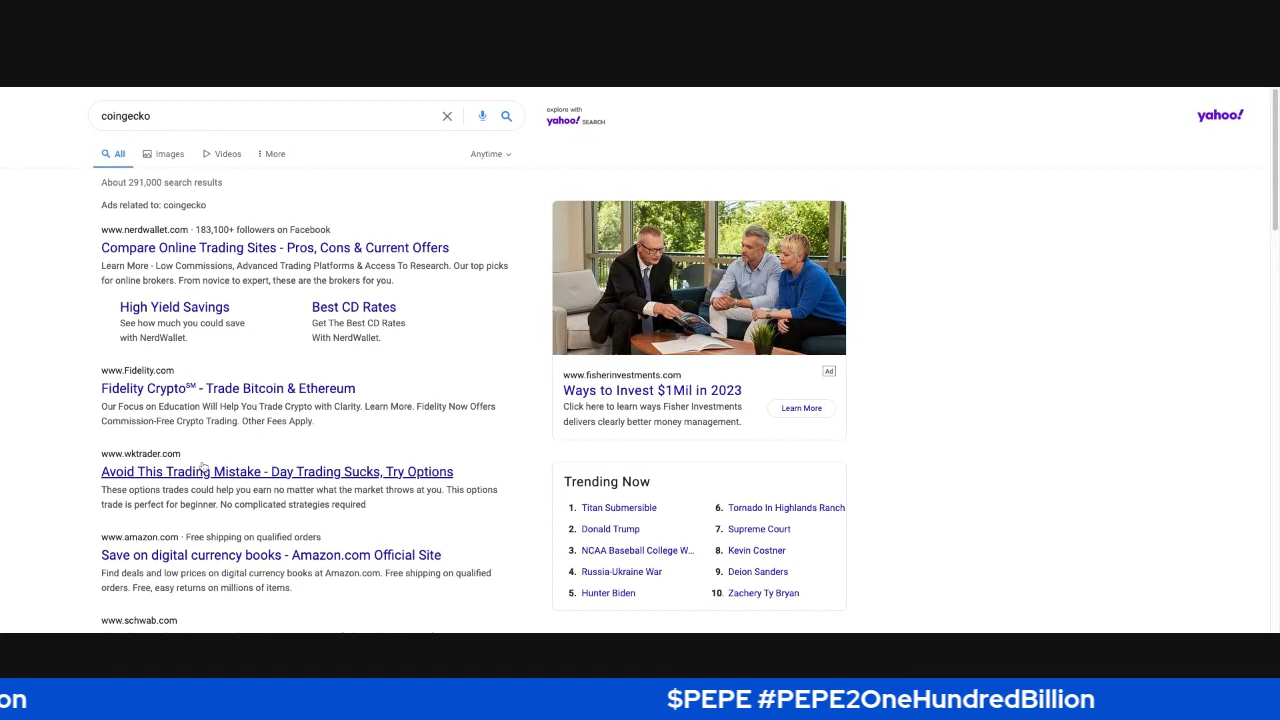 coingecko
explore with
yahoo! SEARCH
yahoo!
All
Images
Videos
More
Anytime
About 291,000 search results
Ads related to: coingecko
www.nerdwallet.com · 183,100+ followers on Facebook
Compare Online Trading Sites - Pros, Cons & Current Offers
Learn More - Low Commissions, Advanced Trading Platforms & Access To Research. Our top picks
for online brokers. From novice to expert, these are the brokers for you.
High Yield Savings
See how much you could save
with NerdWallet.
Best CD Rates
Get The Best CD Rates
With NerdWallet.
www.Fidelity.com
Fidelity Crypto℠ - Trade Bitcoin & Ethereum
Our Focus on Education Will Help You Trade Crypto with Clarity. Learn More. Fidelity Now Offers
Commission-Free Crypto Trading. Other Fees Apply.
www.wktrader.com
Avoid This Trading Mistake - Day Trading Sucks, Try Options
These options trades could help you earn no matter what the market throws at you. This options
trade is perfect for beginner. No complicated strategies required
www.amazon.com · Free shipping on qualified orders
Save on digital currency books - Amazon.com Official Site
Find deals and low prices on digital currency books at Amazon.com. Free shipping on qualified
orders. Free, easy returns on millions of items.
www.schwab.com
www.fisherinvestments.com
Ad
Ways to Invest $1Mil in 2023
Click here to learn ways Fisher Investments
delivers clearly better money management.
Learn More
Trending Now
1. Titan Submersible
2. Donald Trump
3. NCAA Baseball College W...
4. Russia-Ukraine War
5. Hunter Biden
6. Tornado In Highlands Ranch
7. Supreme Court
8. Kevin Costner
9. Deion Sanders
10. Zachery Ty Bryan
on
$PEPE #PEPE2OneHundredBillion